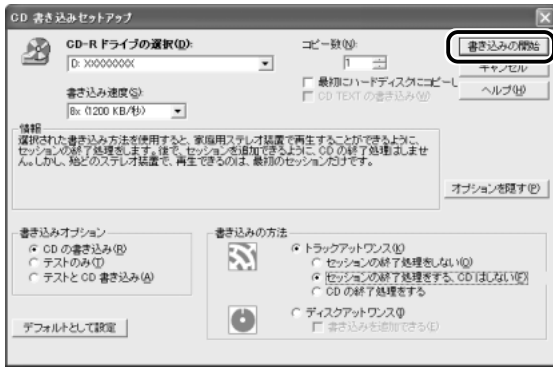 CD 書き込みセットアップ
CD-R ドライブの選択(D):
D: XXXXXXXX
コピー数(N):
1
書き込みの開始
キャンセル
最初にハードディスクにコピーし
CD TEXT の書き込み(W)
ヘルプ(H)
書き込み速度(S):
8x (1200 KB/秒)
情報
選択された書き込み方法を使用すると、家庭用ステレオ装置で再生することができるように、
セッションの終了処理をします。後で、セッションを追加できるように、CD の終了処理はしませ
ん。しかし、殆どのステレオ装置で、再生できるのは、最初のセッションだけです。
オプションを隠す(P)
書き込みオプション
CD の書き込み(R)
テストのみ(T)
テストと CD 書き込み(A)
書き込みの方法
トラックアットワンス(K)
セッションの終了処理をしない(O)
セッションの終了処理をする、CD はしない(F)
CD の終了処理をする
ディスクアットワンス(I)
書き込みを追加できる(E)
デフォルトとして設定